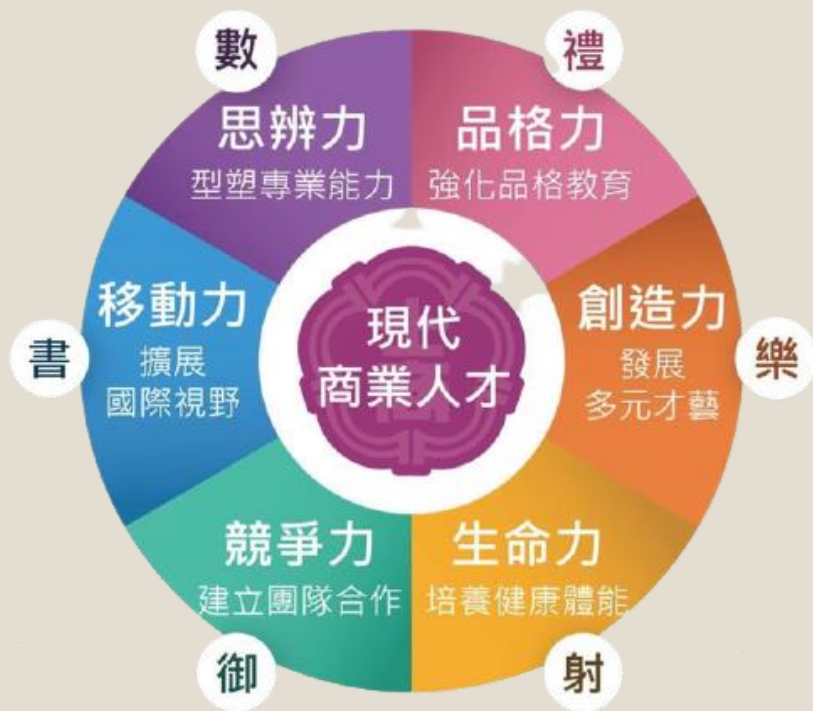 數
禮
思辨力
型塑專業能力
品格力
強化品格教育
移動力
擴展
國際視野
書
現代
商業人才
創造力
發展
多元才藝
樂
競爭力
建立團隊合作
生命力
培養健康體能
御
射